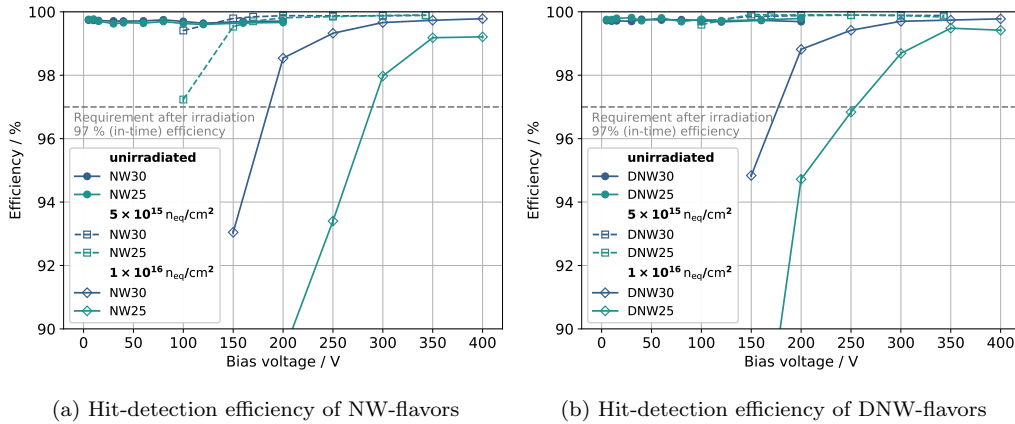 100
98
96
94
92
90
Efficiency / %
Requirement after irradiation
97 % (in-time) efficiency
unirradiated
NW30
NW25
5 × 10¹⁵ n_eq/cm²
NW30
NW25
1 × 10¹⁶ n_eq/cm²
NW30
NW25
0 50 100 150 200 250 300 350 400
Bias voltage / V
(a) Hit-detection efficiency of NW-flavors
100
98
96
94
92
90
Efficiency / %
Requirement after irradiation
97% (in-time) efficiency
unirradiated
DNW30
DNW25
5 × 10¹⁵ n_eq/cm²
DNW30
DNW25
1 × 10¹⁶ n_eq/cm²
DNW30
DNW25
0 50 100 150 200 250 300 350 400
Bias voltage / V
(b) Hit-detection efficiency of DNW-flavors